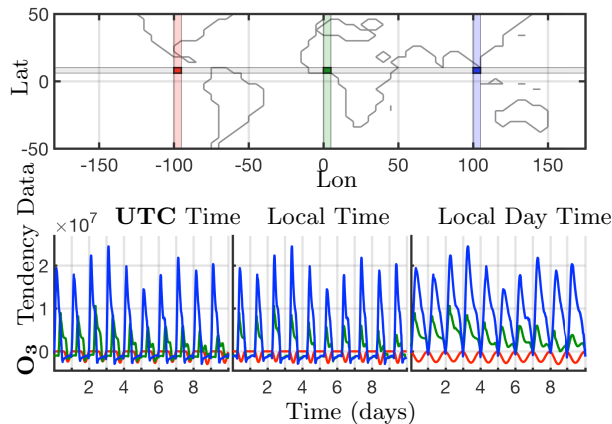 50
0
-50
Lat
-150 -100 -50 0 50 100 150
Lon
UTC Time Local Time Local Day Time
×10⁷
2
1
0
O3 Tendency Data
2 4 6 8 2 4 6 8 2 4 6 8
Time (days)